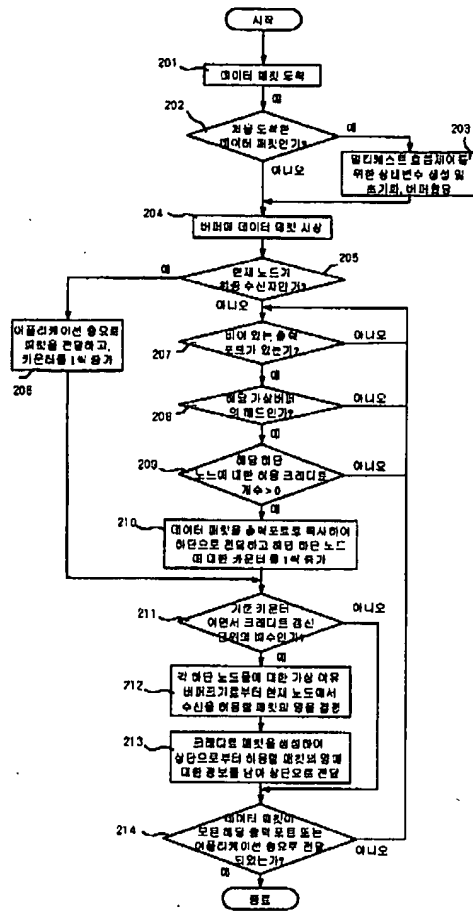 시작
201
데이터 패킷 도착
예
202
처음 도착한
데이터 패킷인가?
예
203
아니오
멀티캐스트 흐름제어를
위한 상태변수 생성 및
초기화, 버퍼할당
204
버퍼에 데이터 패킷 저장
205
예
현재 노드가
최종 수신자인가?
아니오
어플리케이션 층으로
패킷을 전달하고,
카운터를 1씩 증가
206
비어 있는 출력
포트가 있는가?
207
아니오
예
208
해당 가상버퍼
의 헤드인가?
아니오
예
209
해당 하단
노드에 대한 허용 크레디트
개수 > 0
아니오
예
210
데이터 패킷을 출력포트로 복사하여
하단으로 전달하고 해당 하단 노드
에 대한 카운터를 1씩 증가
211
기준 카운터
이면서 크레디트 갱신
단위의 배수인가?
아니오
예
212
각 하단 노드들에 대한 가상 여유
버퍼크기로부터 현재 노드에서
수신을 허용할 패킷의 양을 결정
213
크레디트 패킷을 생성하여
상단으로부터 허용할 패킷의 양에
대한 정보를 담아 상단으로 전달
214
데이터 패킷이
모든 해당 출력 포트 또는
어플리케이션 층으로 전달
되었는가?
아니오
예
종료